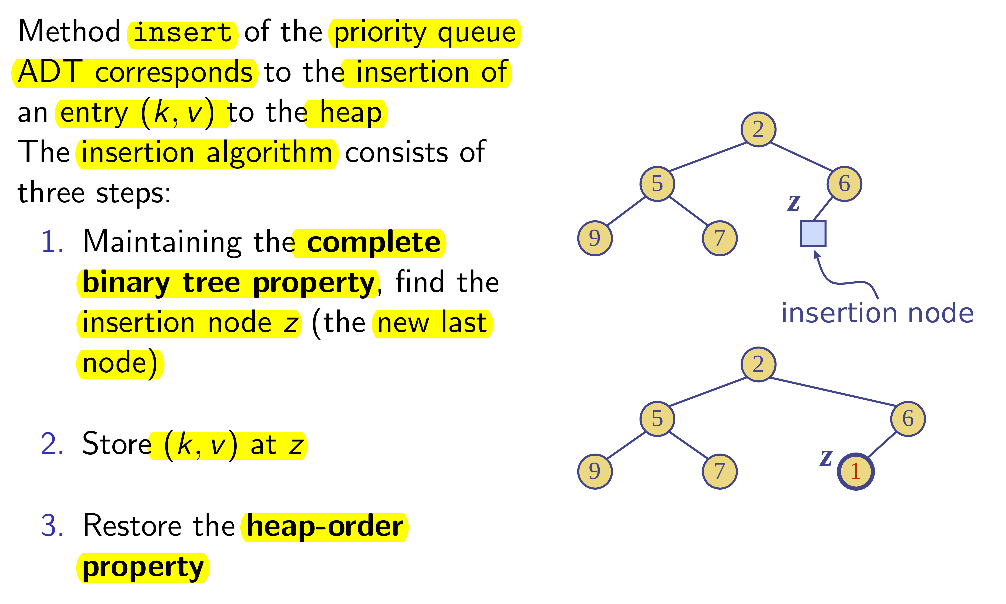 Method insert of the priority queue
ADT corresponds to the insertion of
an entry (k, v) to the heap
The insertion algorithm consists of
three steps:
1. Maintaining the complete
binary tree property, find the
insertion node z (the new last
node)
2. Store (k, v) at z
3. Restore the heap-order
property
2
5
6
z
9
7
insertion node
2
5
6
z
9
7
1